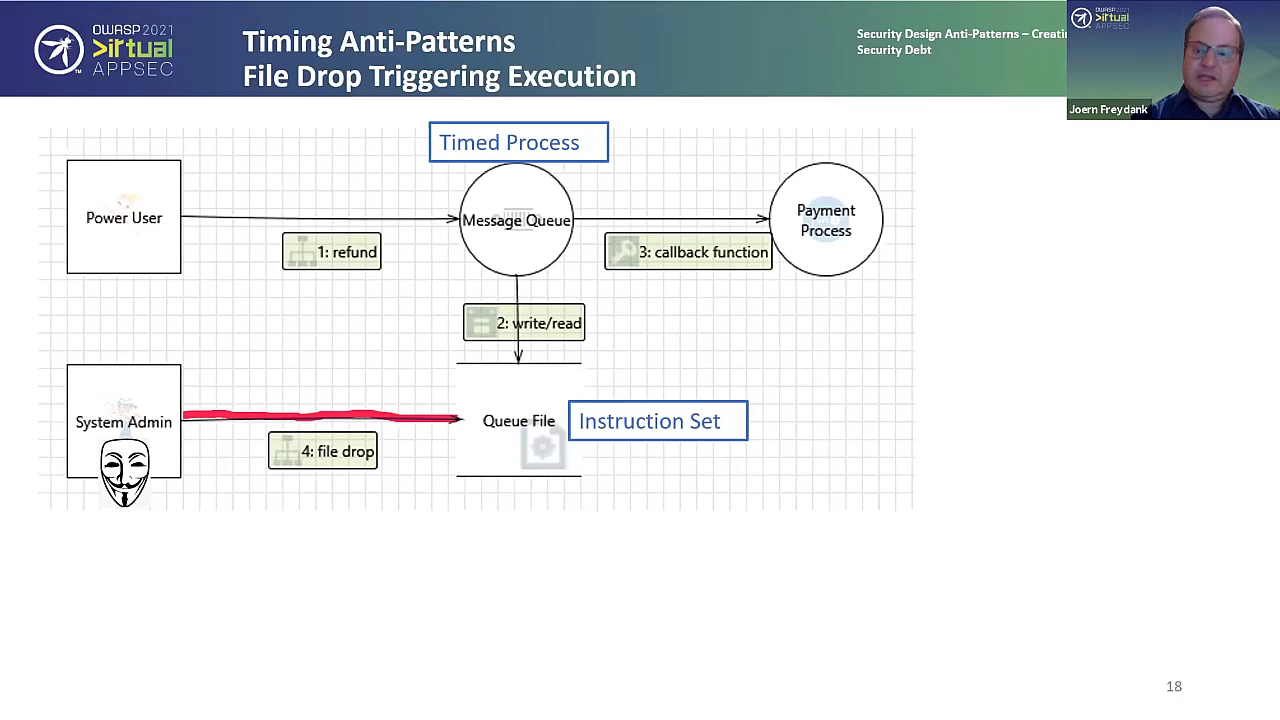 OWASP 2021
>irtual
APPSEC
Timing Anti-Patterns
File Drop Triggering Execution
Security Design Anti-Patterns – Creati
Security Debt
OWASP 2021
>irtual
APPSEC
Joern Freydank
Timed Process
Power User
Message Queue
Payment
Process
1: refund
3: callback function
2: write/read
System Admin
Queue File
Instruction Set
4: file drop
18